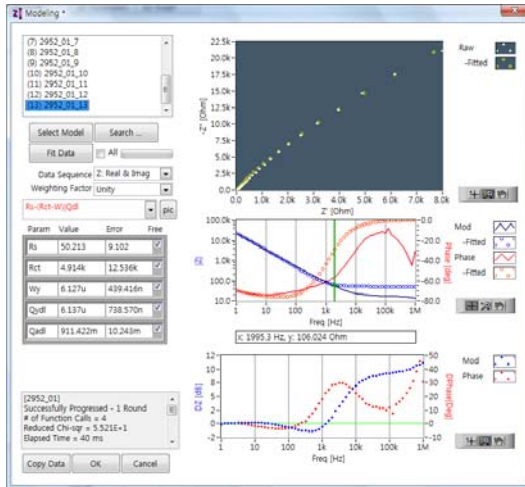 Modeling *
(7) 2952_01_7
(8) 2952_01_8
(9) 2952_01_9
(10) 2952_01_10
(11) 2952_01_11
(12) 2952_01_12
(13) 2952_01_13
Select Model Search ...
Fit Data All
Data Sequence Z: Real & Imag
Weighting Factor Unity
Rs-(Rct-W)|Qdl pic
Param Value Error Free
Rs 50.213 9.102
Rct 4.914k 12.536k
Wy 6.127u 439.416n
Qydl 6.137u 738.570n
Qadl 911.422m 10.243m
[2952_01]
Successfully Progressed - 1 Round
# of Function Calls = 4
Reduced Chi-sqr = 5.521E+1
Elapsed Time = 40 ms
Copy Data OK Cancel
-Z" [Ohm]
22.5k
20.0k
17.5k
15.0k
12.5k
10.0k
7.5k
5.0k
2.5k
0.0
0.0 1.0k 2.0k 3.0k 4.0k 5.0k 6.0k 7.0k 8.0k
Z' [Ohm]
Raw
-Fitted
|Z|
100.0k
10.0k
1.0k
100.0
10.0
0.0
-20.0
-40.0
-60.0
-80.0
Phase [deg]
1 10 100 1k 10k 100k 1M
Freq [Hz]
Mod
-Fitted
Phase
-Fitted
x: 1995.3 Hz, y: 106.024 Ohm
DZ [dB]
12
10
8
6
4
2
0
-2
50
40
30
20
10
0
-10
DPhase[Deg]
1 10 100 1k 10k 100k 1M
Freq [Hz]
Mod
Phase